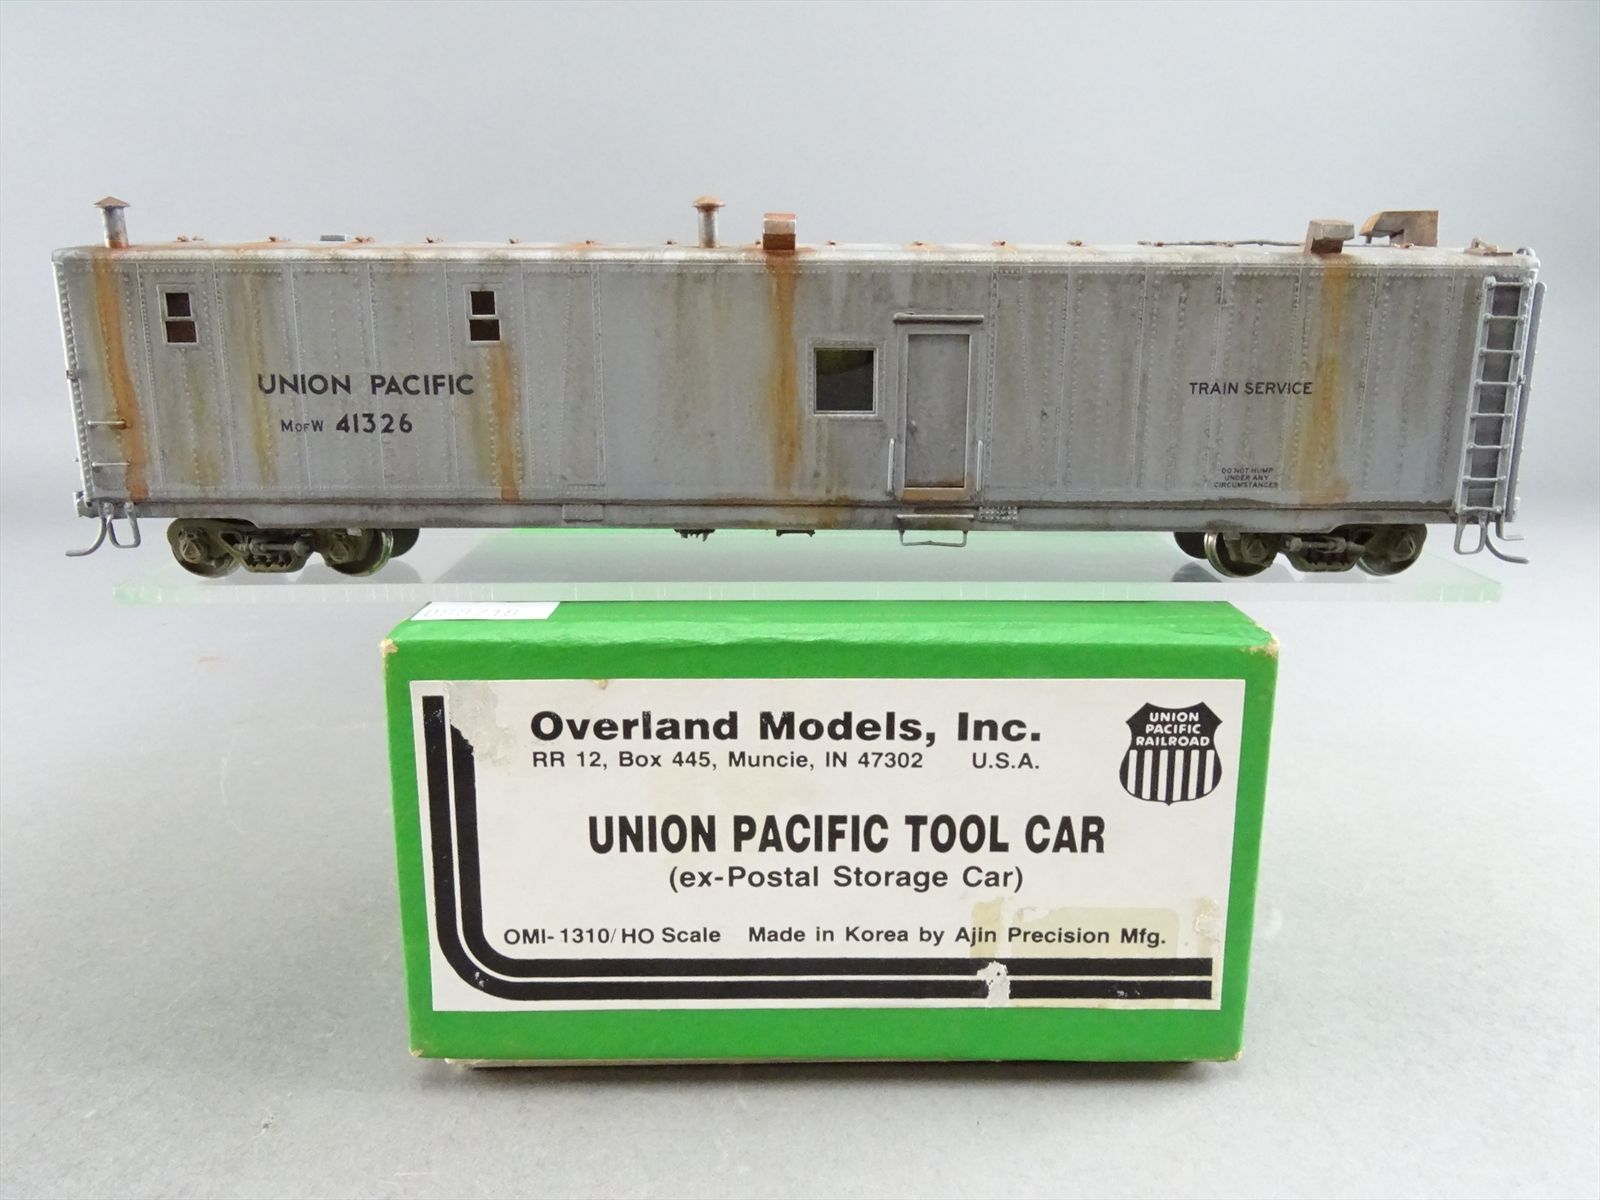 UNION PACIFIC
MOFW 41326
TRAIN SERVICE
DO NOT HUMP
UNDER ANY
CIRCUMSTANCES
Overland Models, Inc.
RR 12, Box 445, Muncie, IN 47302 U.S.A.
UNION
PACIFIC
RAILROAD
UNION PACIFIC TOOL CAR
(ex-Postal Storage Car)
OMI-1310/HO Scale Made in Korea by Ajin Precision Mfg.